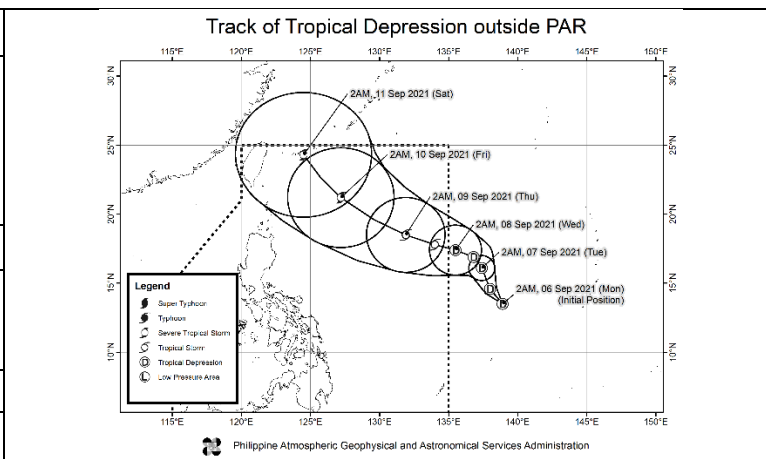 Track of Tropical Depression outside PAR
115°E 120°E 125°E 130°E 135°E 140°E 145°E 150°E
30°N 30°N
2AM, 11 Sep 2021 (Sat)
25°N 25°N
2AM, 10 Sep 2021 (Fri)
2AM, 09 Sep 2021 (Thu)
20°N 20°N
2AM, 08 Sep 2021 (Wed)
2AM, 07 Sep 2021 (Tue)
15°N 15°N
2AM, 06 Sep 2021 (Mon)
(Initial Position)
Legend
Super Typhoon
Typhoon
Severe Tropical Storm
Tropical Storm
D Tropical Depression
L Low Pressure Area
D
D
10°N 10°N
115°E 120°E 125°E 130°E 135°E 140°E 145°E 150°E
Philippine Atmospheric Geophysical and Astronomical Services Administration